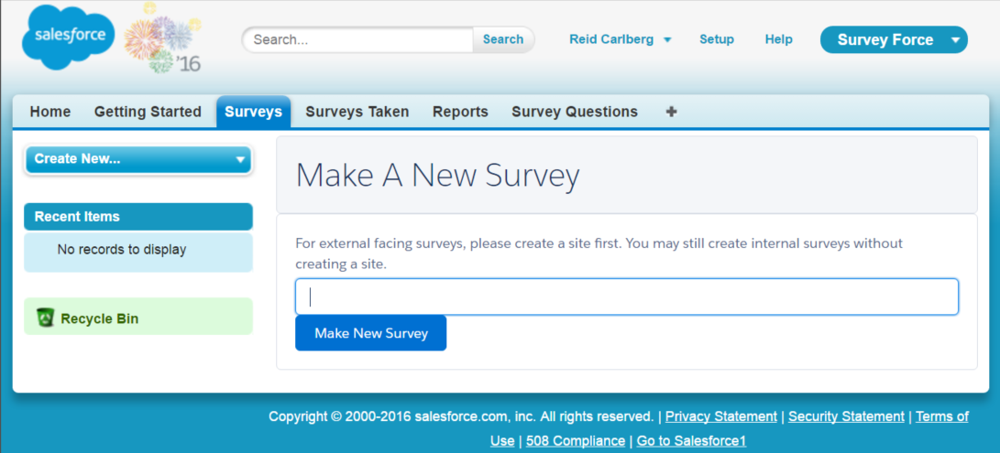 salesforce
'16
Search...
Search
Reid Carlberg
Setup
Help
Survey Force
Home
Getting Started
Surveys
Surveys Taken
Reports
Survey Questions
Create New...
Recent Items
No records to display
Recycle Bin
Make A New Survey
For external facing surveys, please create a site first. You may still create internal surveys without
creating a site.
Make New Survey
Copyright © 2000-2016 salesforce.com, inc. All rights reserved. | Privacy Statement | Security Statement | Terms of
Use | 508 Compliance | Go to Salesforce1